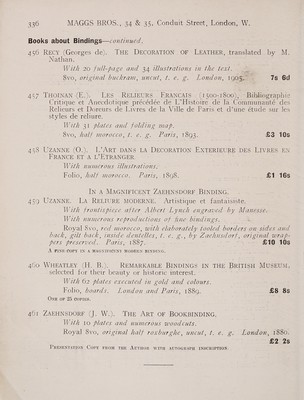 336 MAGGS BROS., 34 & 35, Conduit Street, London, W.
Books about Bindings—continued.
456 RECY (Georges de). THE DECORATION OF LEATHER, translated by M.
Nathan.
With 20 full-page and 34 illustrations in the text.
8vo, original buckram, uncut, t. e. g. London, 1905. 7s 6d
457 THOINAN (E.). LES RELIEURS FRANCAIS (1500-1800), Bibliographie
Critique et Anecdotique précédée de L'Histoire de la Communauté des
Relieurs et Doreurs de Livres de la Ville de Paris et d'une étude sur les
styles de reliure.
With 31 plates and folding map.
8vo, half morocco, t. e. g. Paris, 1893. £3 10s
458 UZANNE (O.). L'ART DANS LA DECORATION EXTERIEURE DES LIVRES EN
FRANCE ET A L'ETRANGER.
With numerous illustrations.
Folio, half morocco. Paris, 1898. £1 16s
IN A MAGNIFICENT ZAEHNSDORF BINDING.
459 UZANNE. LA RELIURE MODERNE. Artistique et fantaisiste.
With frontispiece after Albert Lynch engraved by Manesse.
With numerous reproductions of fine bindings.
Royal 8vo, red morocco, with elaborately tooled borders on sides and
back, gilt back, inside dentelles, t. e. g., by Zaehnsdorf, original wrap-
pers preserved. Paris, 1887. £10 10s
A FINE COPY IN A MAGNIFICENT MODERN BINDING.
460 WHEATLEY (H. B.). REMARKABLE BINDINGS IN THE BRITISH MUSEUM,
selected for their beauty or historic interest.
With 62 plates executed in gold and colours.
Folio, boards. London and Paris, 1889. £8 8s
ONE OF 25 COPIES.
461 ZAEHNSDORF (J. W.). THE ART OF BOOKBINDING.
With 10 plates and numerous woodcuts.
Royal 8vo, original half roxburghe, uncut, t. e. g. London, 1880.
£2 2s
PRESENTATION COPY FROM THE AUTHOR WITH AUTOGRAPH INSCRIPTION.